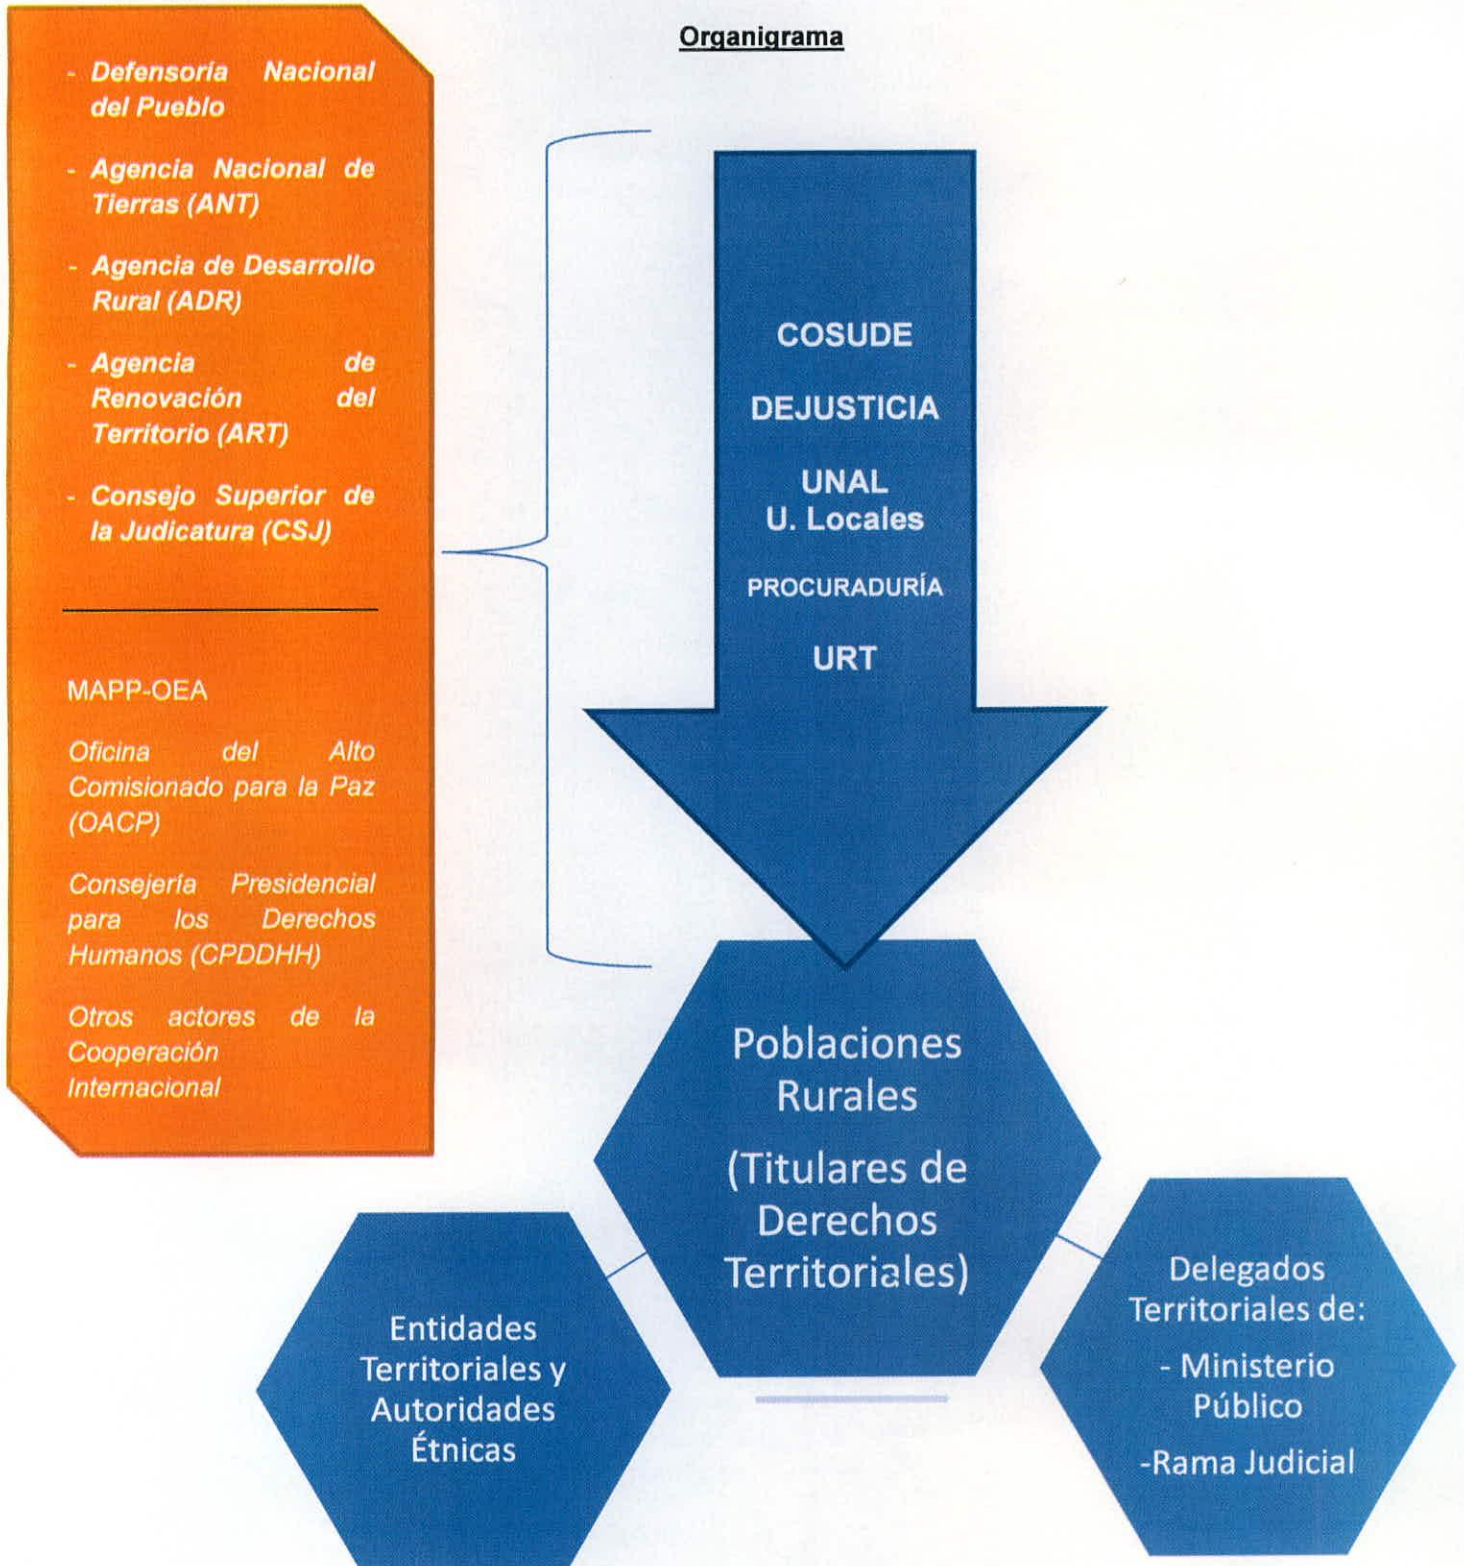 Organigrama
- Defensoría Nacional
del Pueblo
- Agencia Nacional de
Tierras (ANT)
- Agencia de Desarrollo
Rural (ADR)
- Agencia de
Renovación del
Territorio (ART)
- Consejo Superior de
la Judicatura (CSJ)
MAPP-OEA
Oficina del Alto
Comisionado para la Paz
(OACP)
Consejería Presidencial
para los Derechos
Humanos (CPDDHH)
Otros actores de la
Cooperación
Internacional
COSUDE
DEJUSTICIA
UNAL
U. Locales
PROCURADURÍA
URT
Poblaciones
Rurales
(Titulares de
Derechos
Territoriales)
Entidades
Territoriales y
Autoridades
Étnicas
Delegados
Territoriales de:
- Ministerio
Público
-Rama Judicial